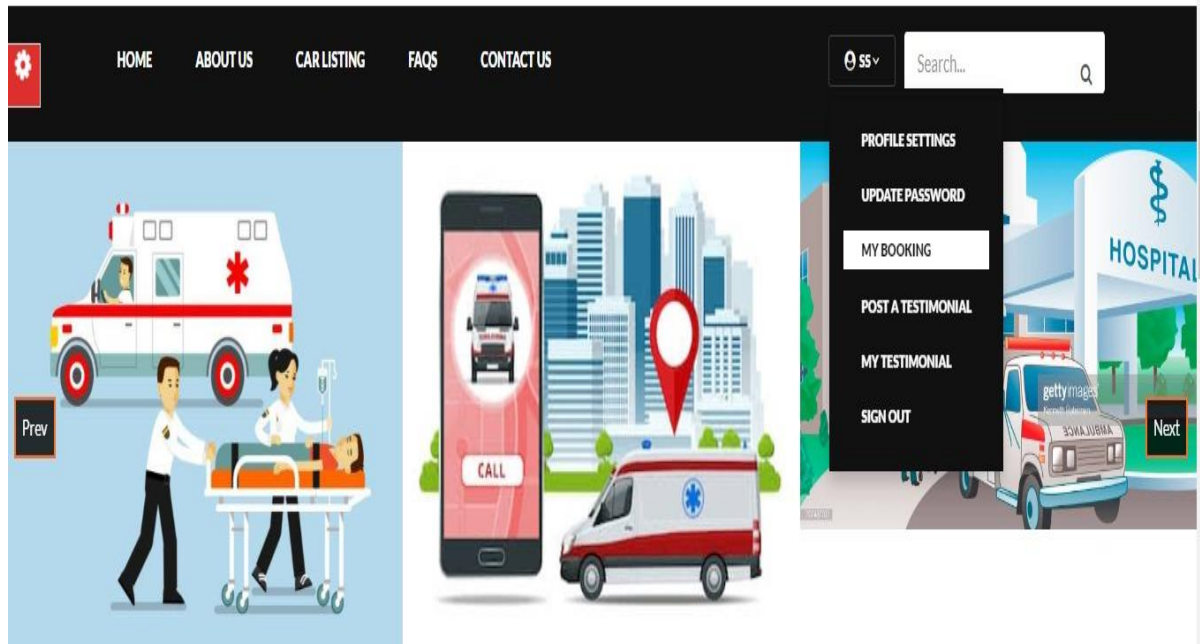 HOME ABOUT US CAR LISTING FAQS CONTACT US
SS
Search...
PROFILE SETTINGS
UPDATE PASSWORD
MY BOOKING
POST A TESTIMONIAL
MY TESTIMONIAL
SIGN OUT
Prev
CALL
HOSPITAL
gettyimages
AMBULANCE
Next